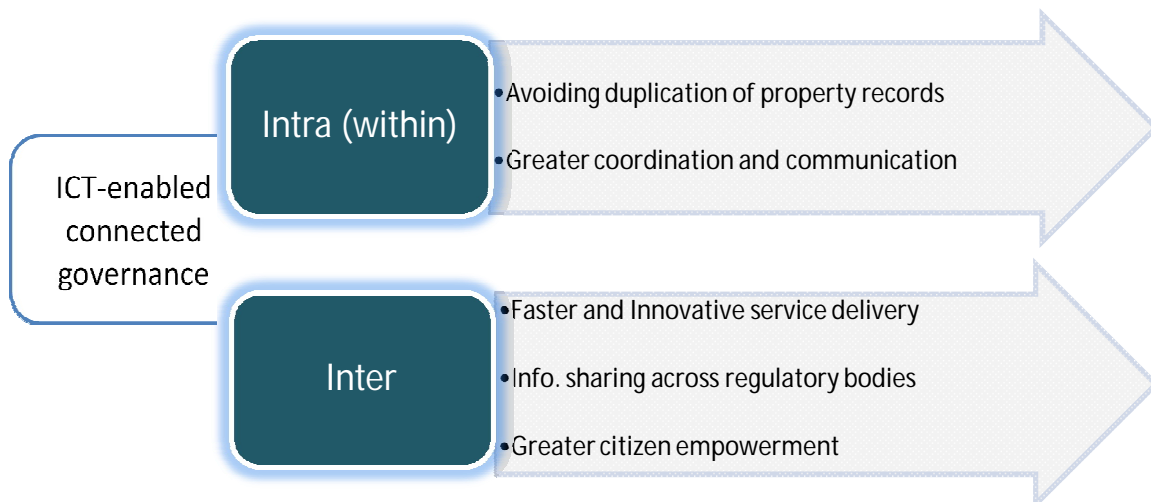 ICT-enabled
connected
governance
Intra (within)
•Avoiding duplication of property records
•Greater coordination and communication
Inter
•Faster and Innovative service delivery
•Info. sharing across regulatory bodies
•Greater citizen empowerment